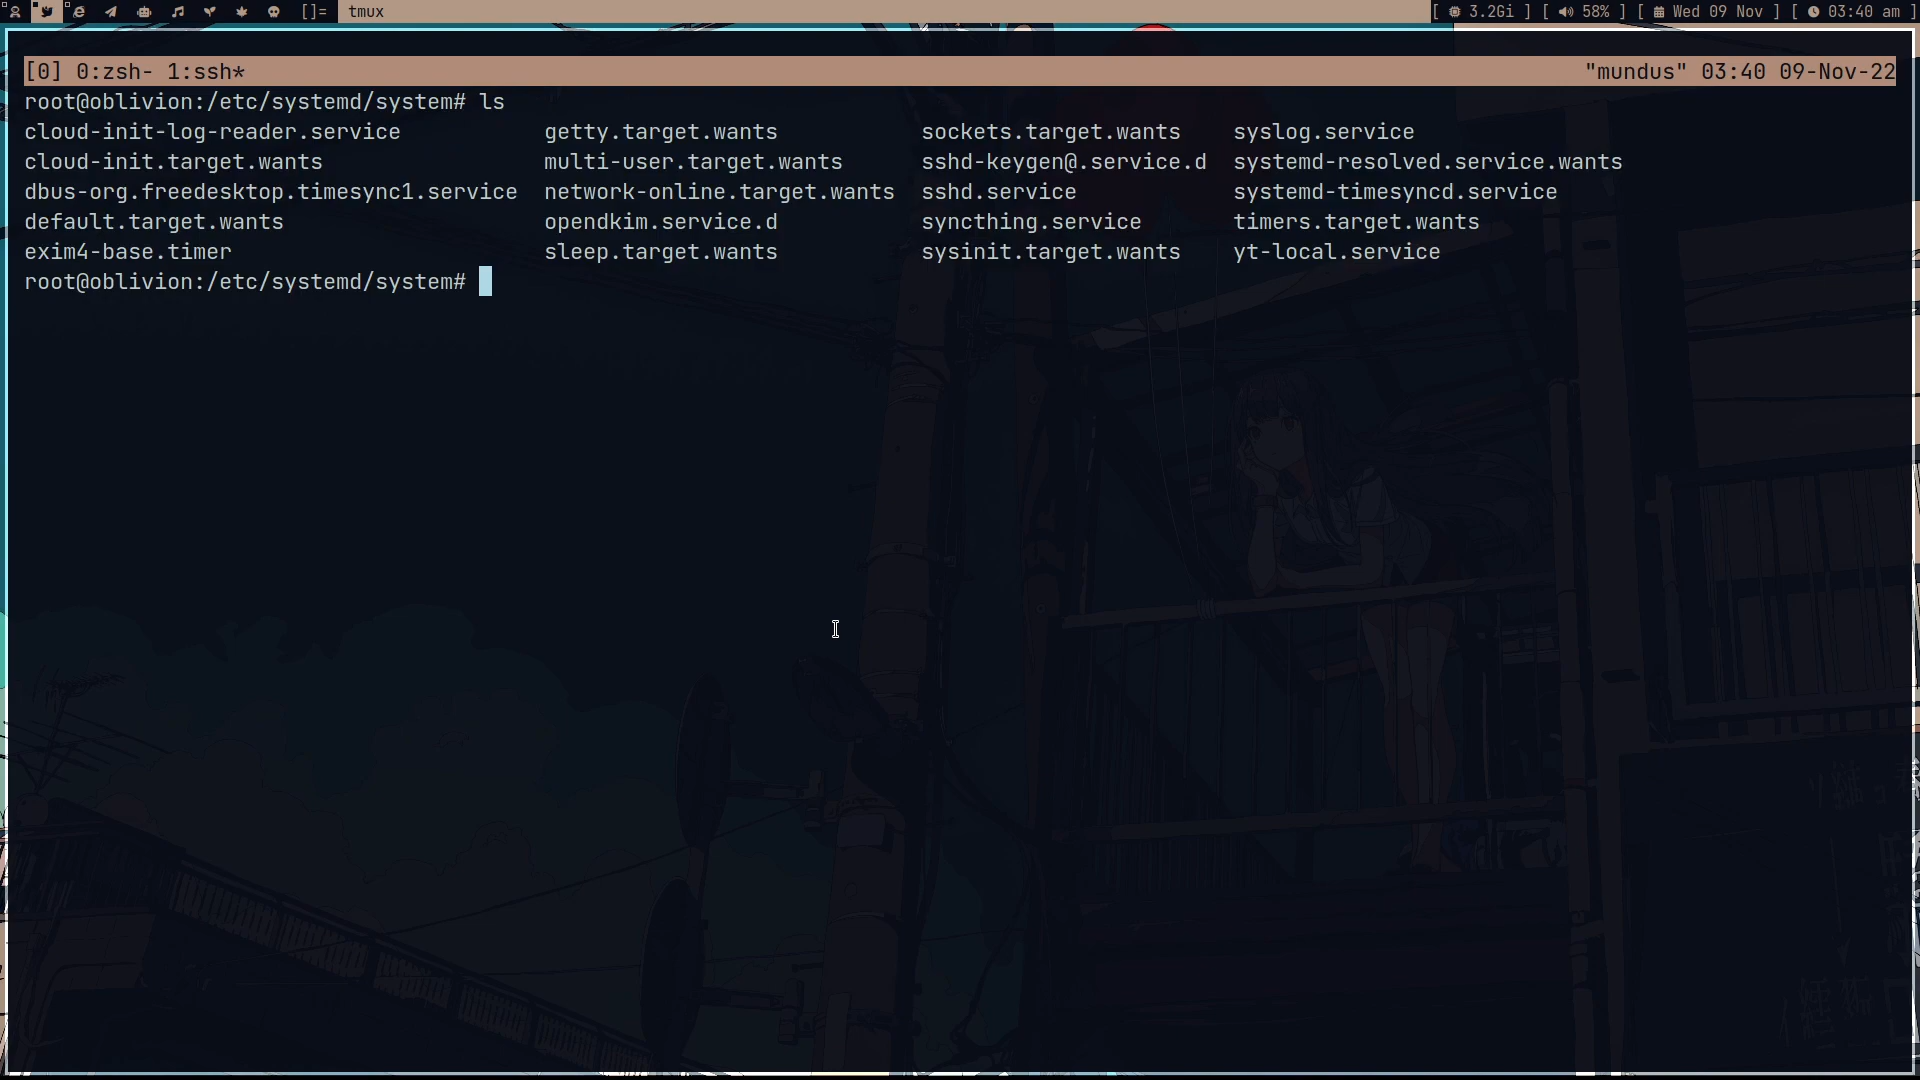 []= tmux [ 3.2Gi ] [ 58% ] [ Wed 09 Nov ] [ 03:40 am ]
[0] 0:zsh- 1:ssh* "mundus" 03:40 09-Nov-22
root@oblivion:/etc/systemd/system# ls
cloud-init-log-reader.service getty.target.wants sockets.target.wants syslog.service
cloud-init.target.wants multi-user.target.wants sshd-keygen@.service.d systemd-resolved.service.wants
dbus-org.freedesktop.timesync1.service network-online.target.wants sshd.service systemd-timesyncd.service
default.target.wants opendkim.service.d syncthing.service timers.target.wants
exim4-base.timer sleep.target.wants sysinit.target.wants yt-local.service
root@oblivion:/etc/systemd/system#